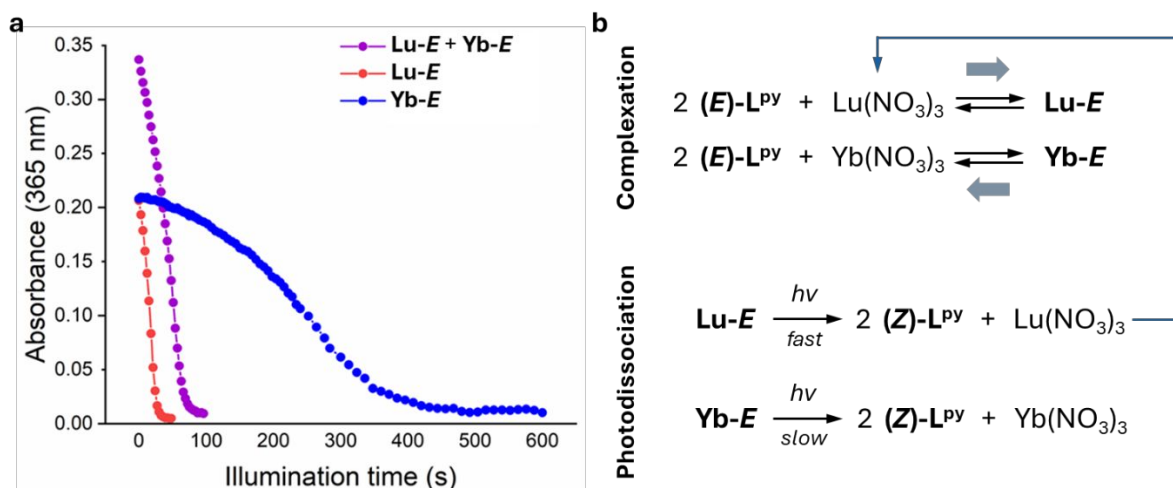 a
Absorbance (365 nm)
0.35
0.30
0.25
0.20
0.15
0.10
0.05
0.00
0 100 200 300 400 500 600
Illumination time (s)
Lu-E + Yb-E
Lu-E
Yb-E
b
Complexation
2 (E)-Lᵖʸ + Lu(NO₃)₃ Lu-E
2 (E)-Lᵖʸ + Yb(NO₃)₃ Yb-E
Photodissociation
Lu-E hv fast 2 (Z)-Lᵖʸ + Lu(NO₃)₃
Yb-E hv slow 2 (Z)-Lᵖʸ + Yb(NO₃)₃